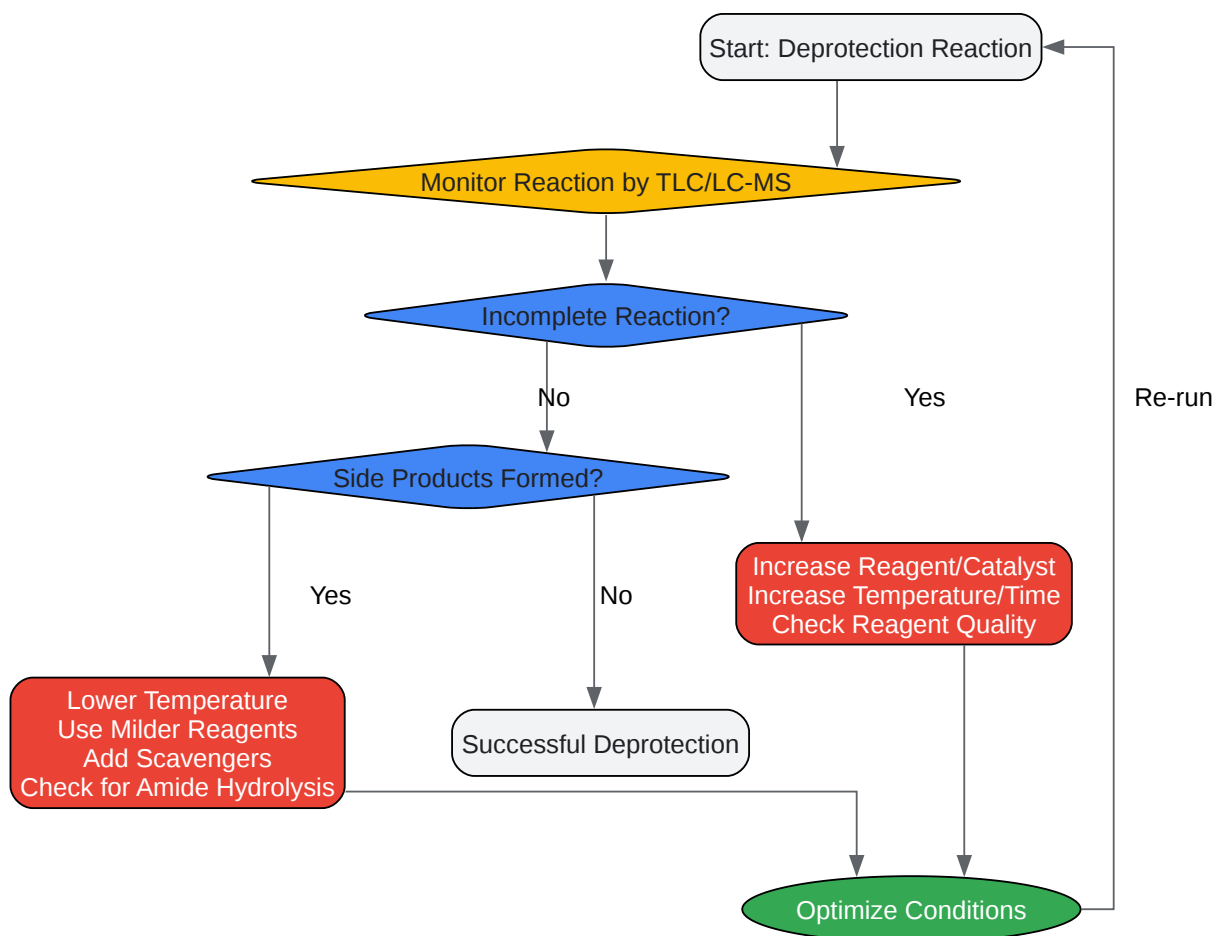 Start: Deprotection Reaction
Monitor Reaction by TLC/LC-MS
Incomplete Reaction?
No
Yes
Re-run
Side Products Formed?
Yes
No
Increase Reagent/Catalyst
Increase Temperature/Time
Check Reagent Quality
Lower Temperature
Use Milder Reagents
Add Scavengers
Check for Amide Hydrolysis
Successful Deprotection
Optimize Conditions